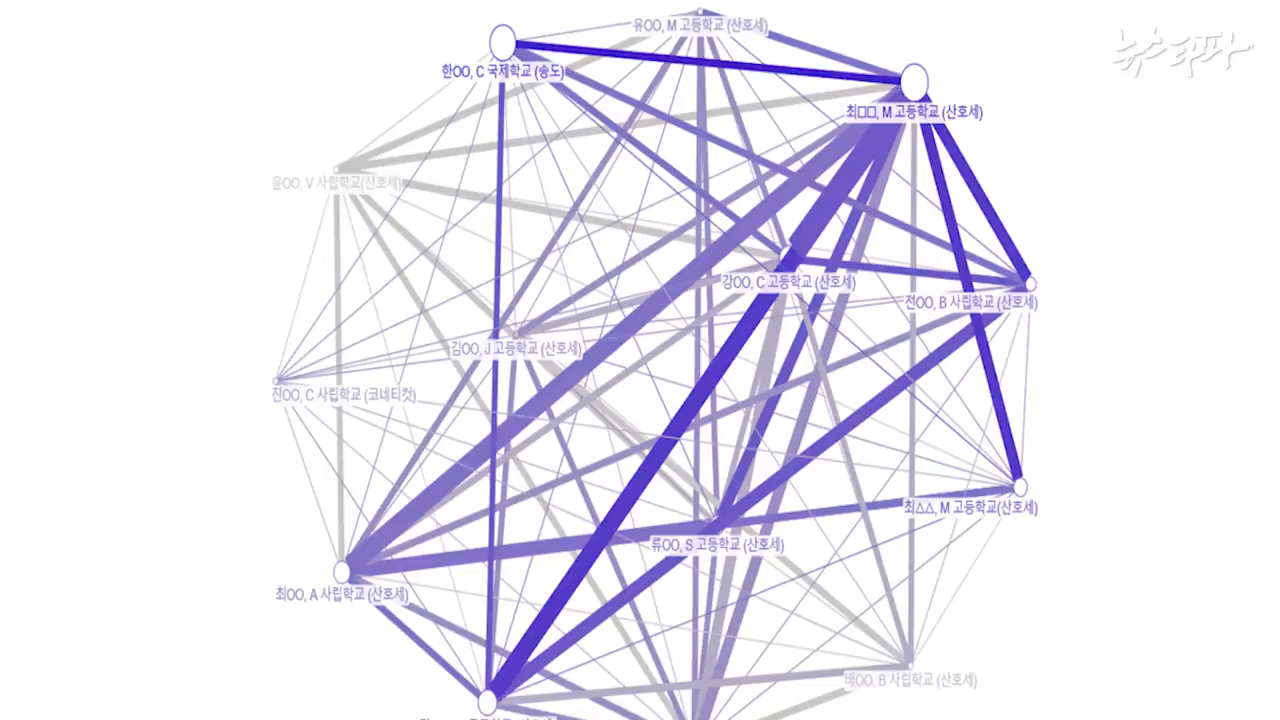 유OO, M 고등학교 (산호세)
뉴스타파
한OO, C 국제학교 (송도)
최□□, M 고등학교 (산호세)
윤OO, V 사립학교(산호세)
강OO, C 고등학교 (산호세)
전OO, B 사립학교 (산호세)
김OO, J 고등학교 (산호세)
진OO, C 사립학교 (코네티컷)
최△△, M 고등학교(산호세)
류OO, S 고등학교 (산호세)
최OO, A 사립학교 (산호세)
배OO, B 사립학교 (산호세)